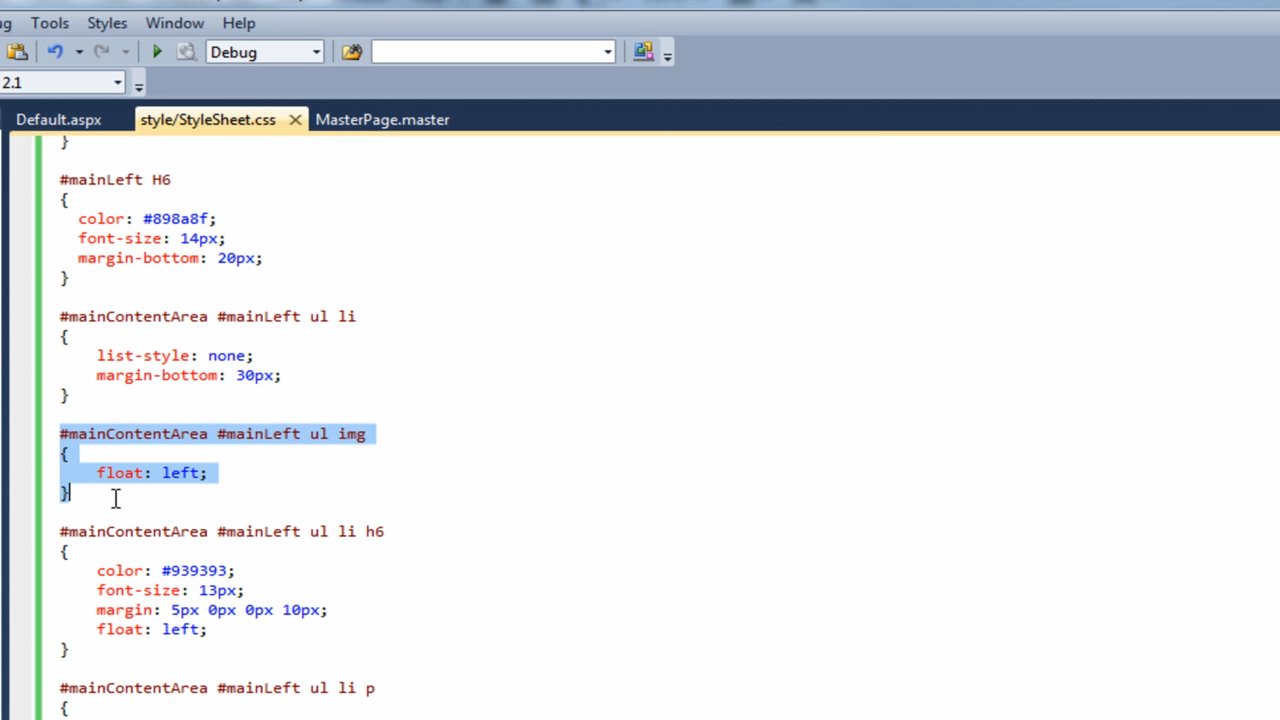 ug Tools Styles Window Help
Debug
2.1
Default.aspx style/StyleSheet.css MasterPage.master
}
#mainLeft H6
{
color: #898a8f;
font-size: 14px;
margin-bottom: 20px;
}
#mainContentArea #mainLeft ul li
{
list-style: none;
margin-bottom: 30px;
}
#mainContentArea #mainLeft ul img
{
float: left;
}
#mainContentArea #mainLeft ul li h6
{
color: #939393;
font-size: 13px;
margin: 5px 0px 0px 10px;
float: left;
}
#mainContentArea #mainLeft ul li p
{